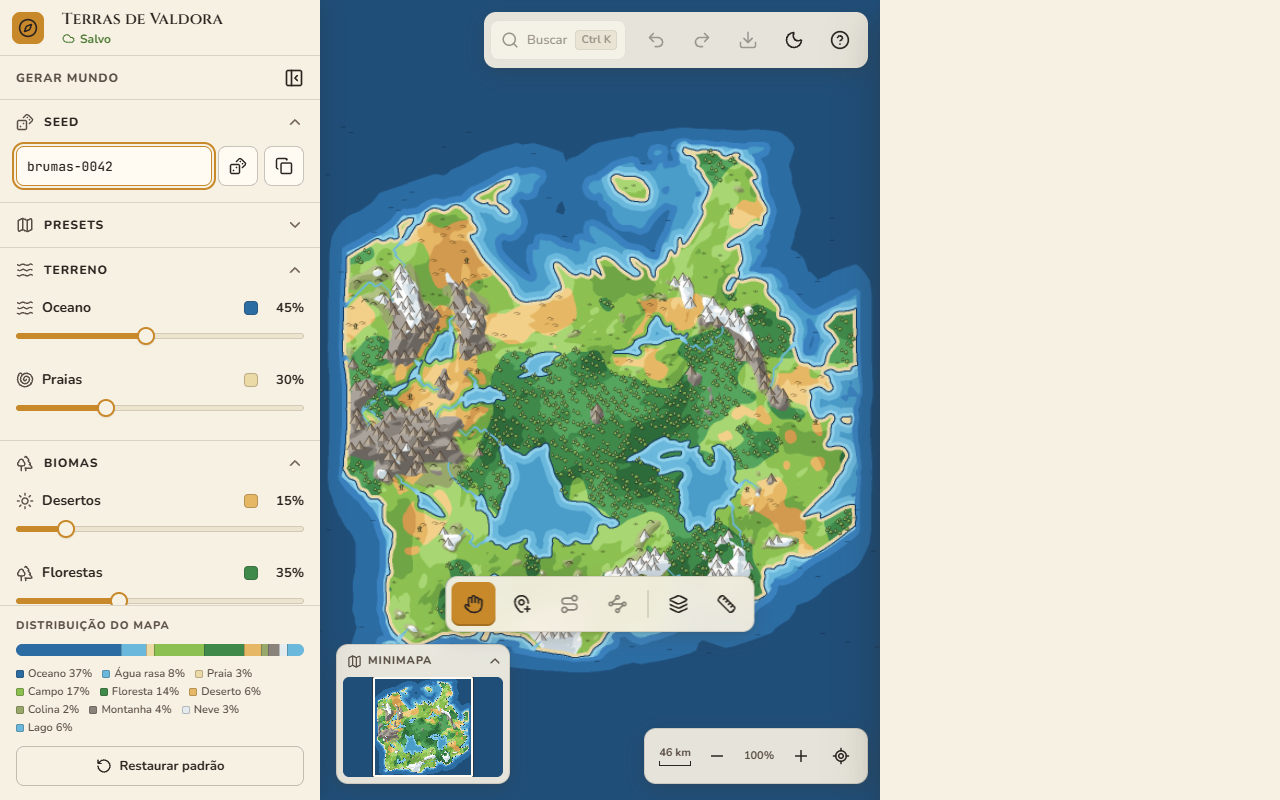 Terras de Valdora
Salvo
GERAR MUNDO
SEED
brumas-0042
PRESETS
TERRENO
Oceano 45%
Praias 30%
BIOMAS
Desertos 15%
Florestas 35%
DISTRIBUIÇÃO DO MAPA
Oceano 37% Água rasa 8% Praia 3%
Campo 17% Floresta 14% Deserto 6%
Colina 2% Montanha 4% Neve 3%
Lago 6%
Restaurar padrão
Buscar Ctrl K
MINIMAPA
46 km 100%